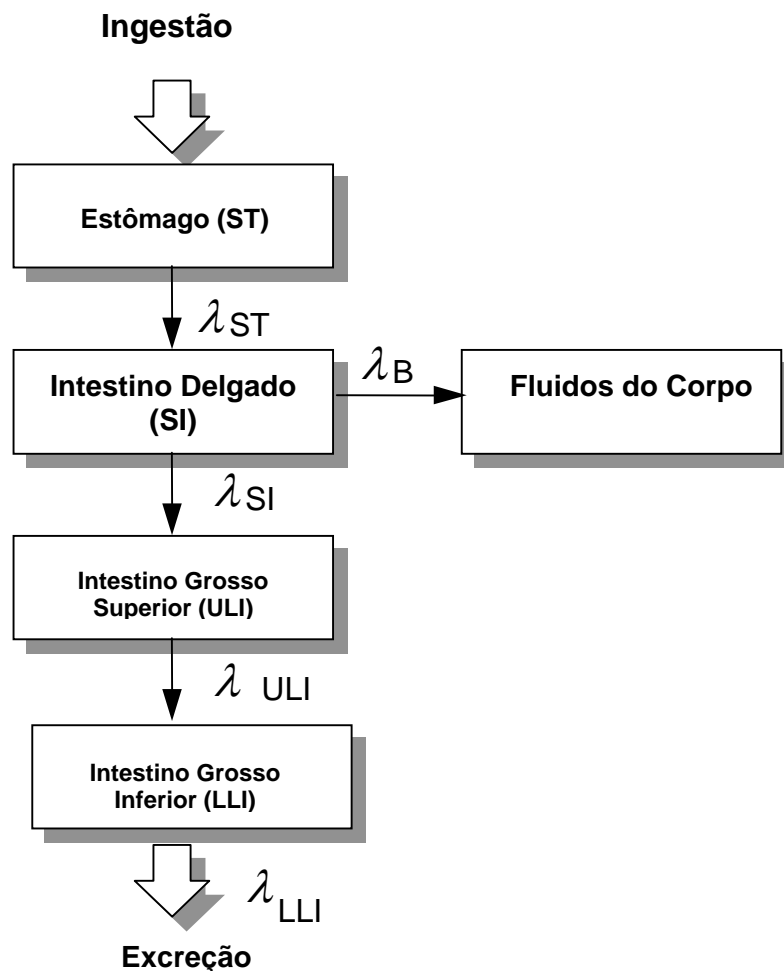 Ingestão
Estômago (ST)
λST
Intestino Delgado
(SI)
λB
Fluidos do Corpo
λSI
Intestino Grosso
Superior (ULI)
λ ULI
Intestino Grosso
Inferior (LLI)
λLLI
Excreção